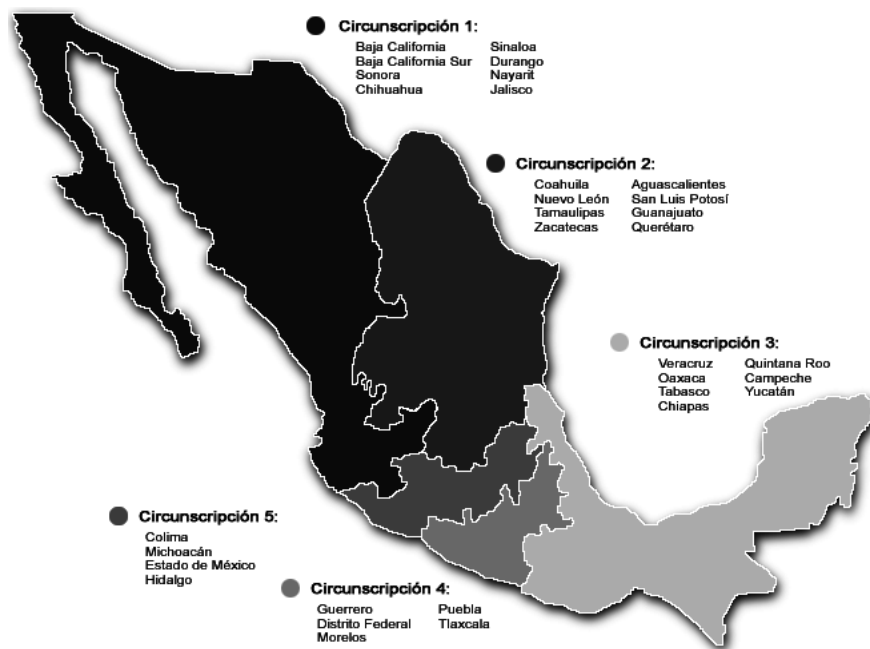 Circunscripción 1:
Baja California Sinaloa
Baja California Sur Durango
Sonora Nayarit
Chihuahua Jalisco
Circunscripción 2:
Coahuila Aguascalientes
Nuevo León San Luis Potosí
Tamaulipas Guanajuato
Zacatecas Querétaro
Circunscripción 3:
Veracruz Quintana Roo
Oaxaca Campeche
Tabasco Yucatán
Chiapas
Circunscripción 5:
Colima
Michoacán
Estado de México
Hidalgo
Circunscripción 4:
Guerrero Puebla
Distrito Federal Tlaxcala
Morelos